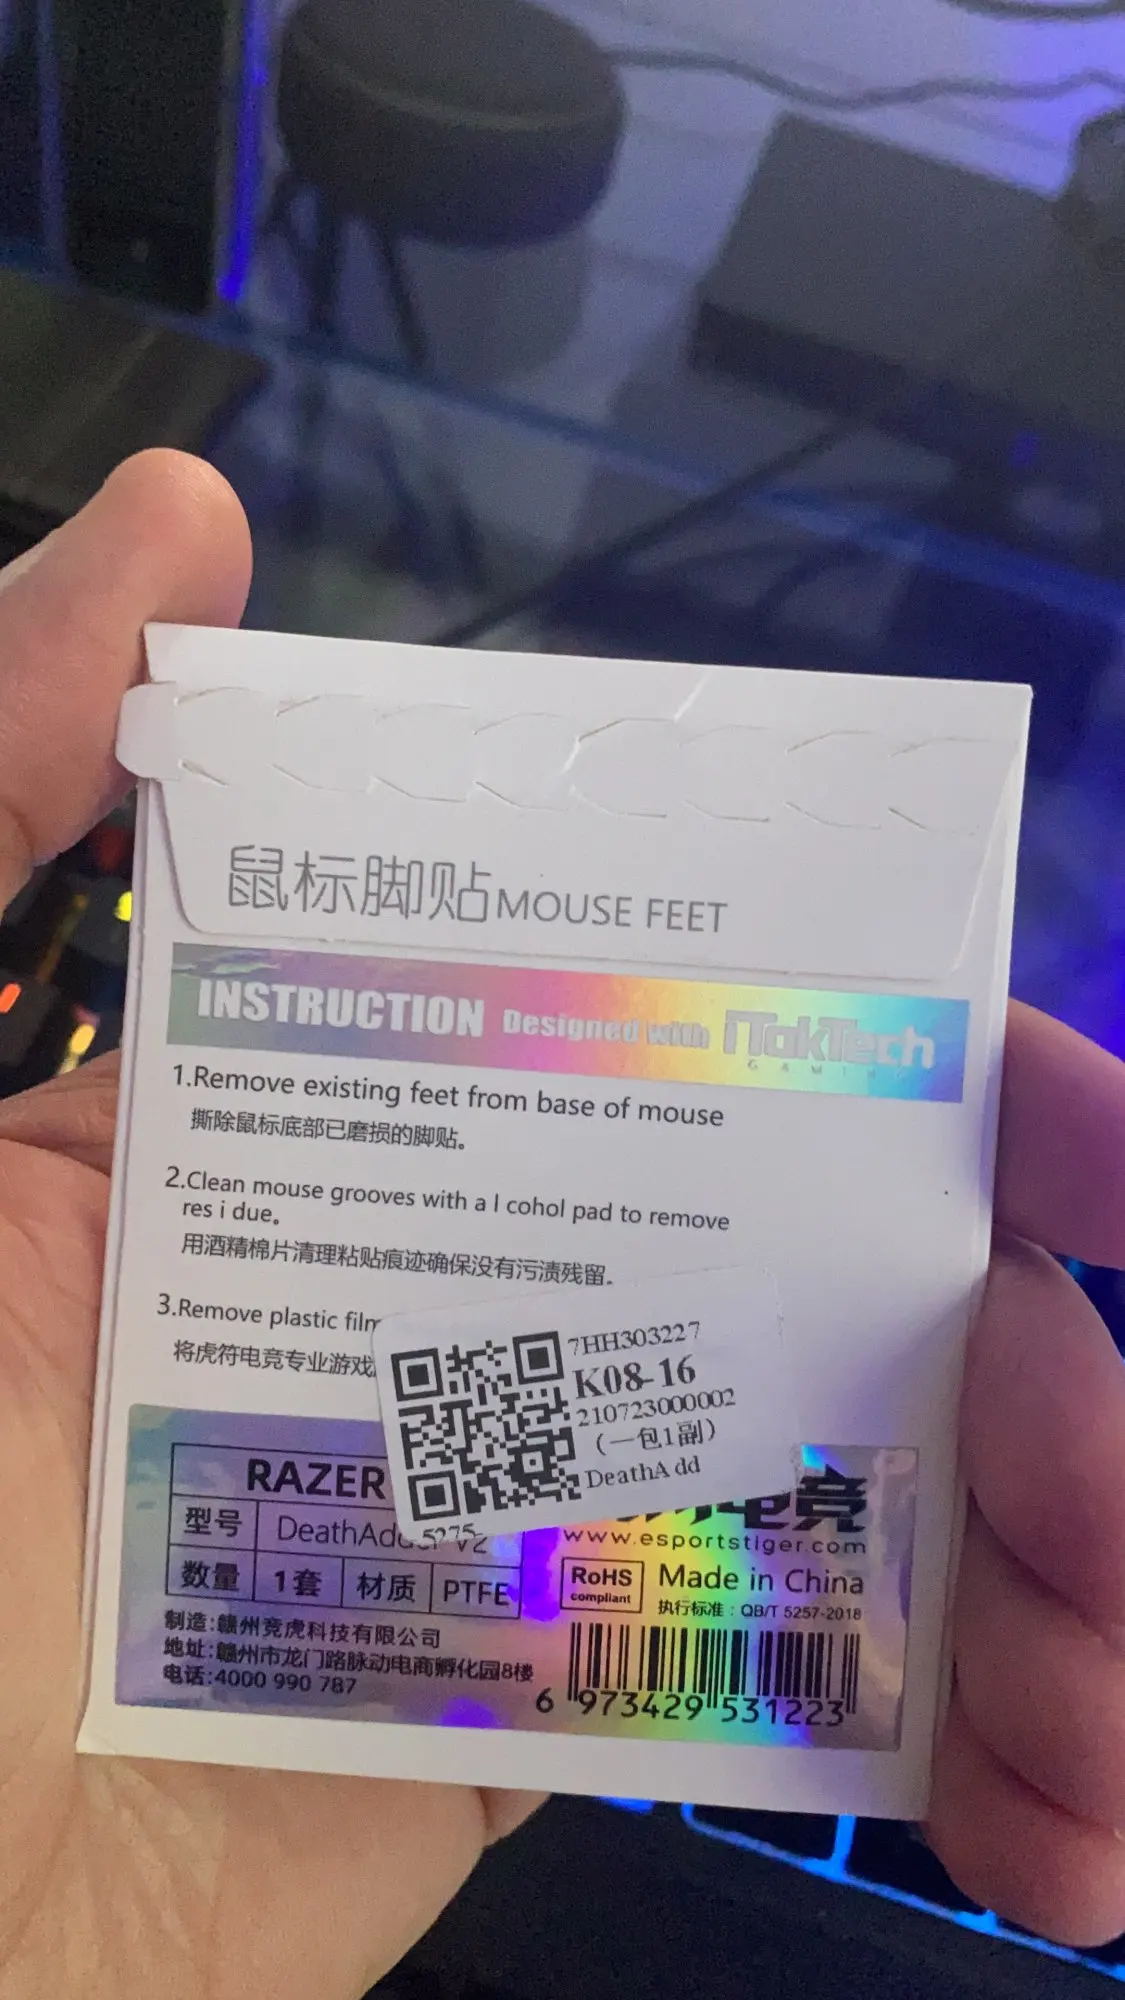 鼠标脚贴MOUSE FEET
INSTRUCTION Designed with iTakTech
GAMING
1.Remove existing feet from base of mouse
撕除鼠标底部已磨损的脚贴。
2.Clean mouse grooves with a l cohol pad to remove
res i due。
用酒精棉片清理粘贴痕迹确保没有污渍残留。
3.Remove plastic film
将虎符电竞专业游戏
7HH303227
K08-16
210723000002
(一包1副)
DeathA dd
5275
RAZER
型号 DeathAdder V2
数量 1套 材质 PTFE
制造:赣州竞虎科技有限公司
地址:赣州市龙门路脉动电商孵化园8楼
电话:4000 990 787
电竞
www.esportstiger.com
RoHS
compliant
Made in China
执行标准：QB/T 5257-2018
6 973429 531223